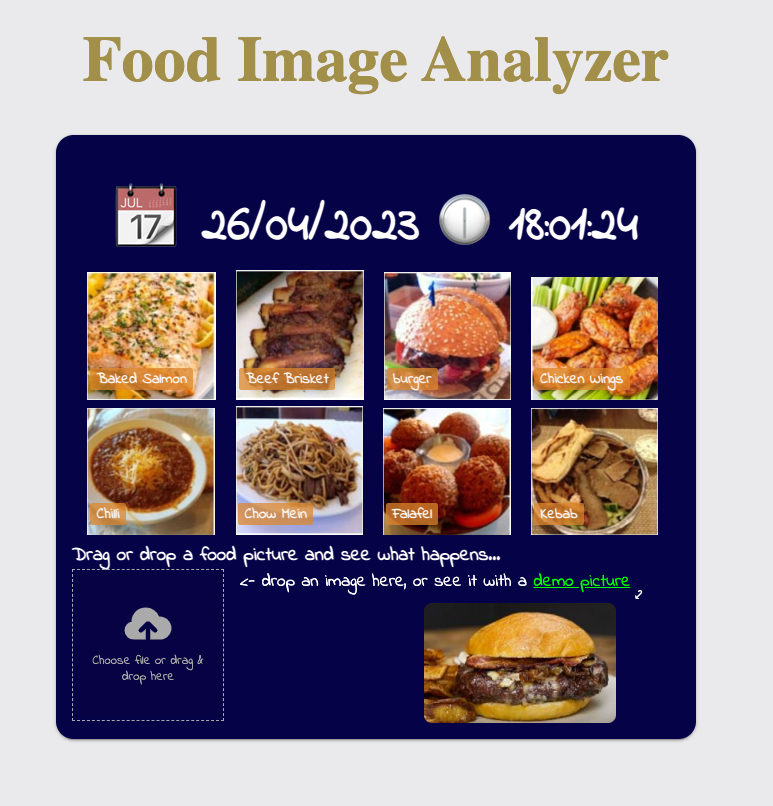 Food Image Analyzer
JUL
17
26/04/2023
18:01:24
Baked Salmon
Beef Brisket
burger
Chicken Wings
Chilli
Chow Mein
Falafel
Kebab
Drag or drop a food picture and see what happens...
<- drop an image here, or see it with a demo picture
Choose file or drag &
drop here